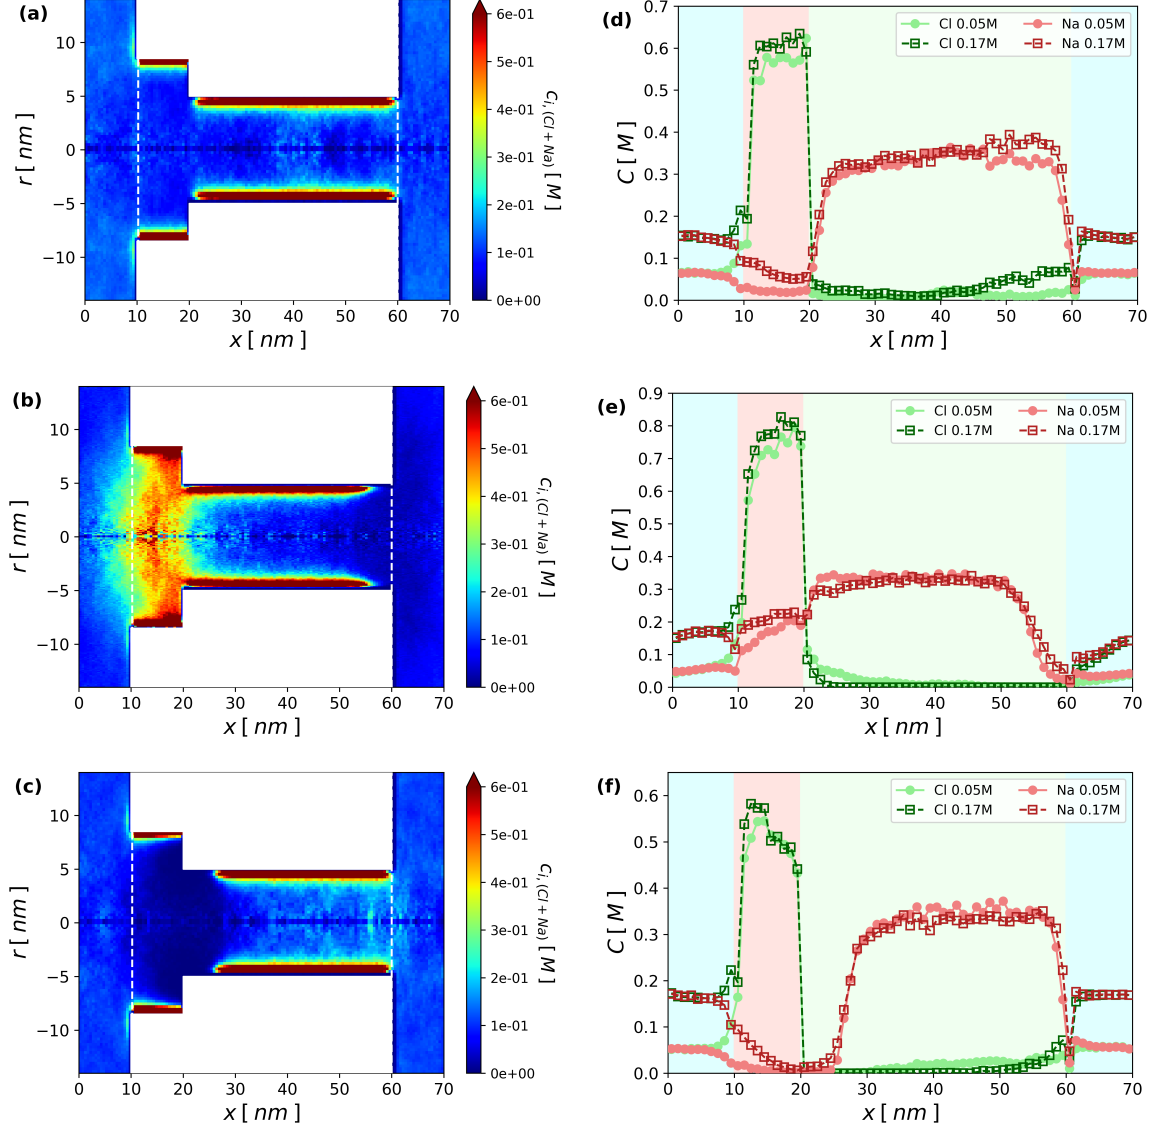 (a)
10
5
0
−5
−10
r [ nm ]
0 10 20 30 40 50 60 70
x [ nm ]
6e-01
5e-01
4e-01
3e-01
2e-01
1e-01
0e+00
c_{i, (Cl + Na)} [ M ]
(d)
0.7
0.6
0.5
0.4
0.3
0.2
0.1
0.0
C [ M ]
Cl 0.05M Na 0.05M
Cl 0.17M Na 0.17M
0 10 20 30 40 50 60 70
x [ nm ]
(b)
10
5
0
−5
−10
r [ nm ]
0 10 20 30 40 50 60 70
x [ nm ]
6e-01
5e-01
4e-01
3e-01
2e-01
1e-01
0e+00
c_{i, (Cl + Na)} [ M ]
(e)
0.9
0.8
0.7
0.6
0.5
0.4
0.3
0.2
0.1
0.0
C [ M ]
Cl 0.05M Na 0.05M
Cl 0.17M Na 0.17M
0 10 20 30 40 50 60 70
x [ nm ]
(c)
10
5
0
−5
−10
r [ nm ]
0 10 20 30 40 50 60 70
x [ nm ]
6e-01
5e-01
4e-01
3e-01
2e-01
1e-01
0e+00
c_{i, (Cl + Na)} [ M ]
(f)
0.6
0.5
0.4
0.3
0.2
0.1
0.0
C [ M ]
Cl 0.05M Na 0.05M
Cl 0.17M Na 0.17M
0 10 20 30 40 50 60 70
x [ nm ]